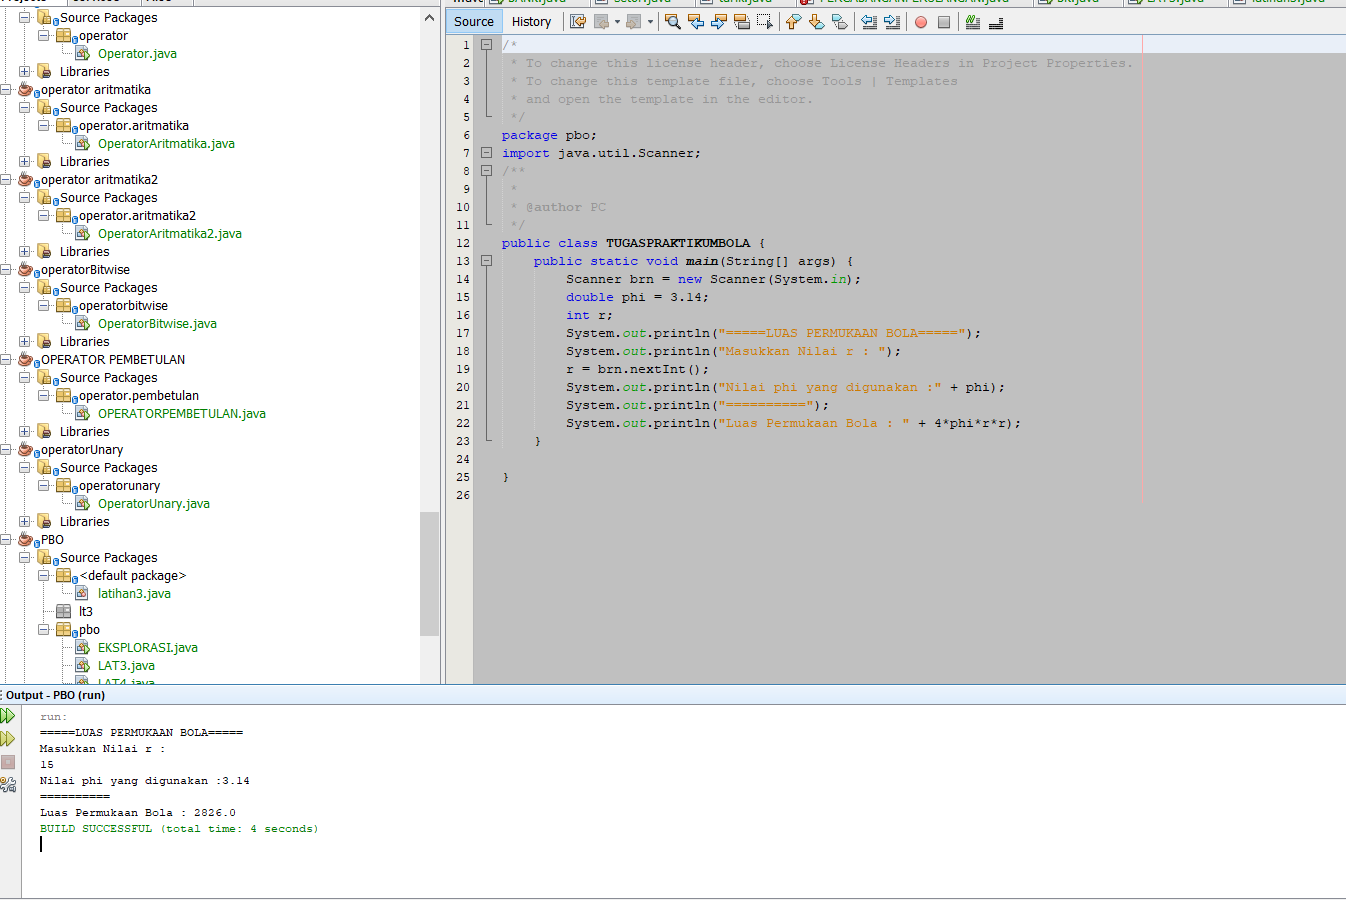 Source Packages
operator
Operator.java
Libraries
operator aritmatika
Source Packages
operator.aritmatika
OperatorAritmatika.java
Libraries
operator aritmatika2
Source Packages
operator.aritmatika2
OperatorAritmatika2.java
Libraries
operatorBitwise
Source Packages
operatorbitwise
OperatorBitwise.java
Libraries
OPERATOR PEMBETULAN
Source Packages
operator.pembetulan
OPERATORPEMBETULAN.java
Libraries
operatorUnary
Source Packages
operatorunary
OperatorUnary.java
Libraries
PBO
Source Packages
<default package>
latihan3.java
lt3
pbo
EKSPLORASI.java
LAT3.java
LAT4.java
Source History
1 /*
2 * To change this license header, choose License Headers in Project Properties.
3 * To change this template file, choose Tools | Templates
4 * and open the template in the editor.
5 */
6 package pbo;
7 import java.util.Scanner;
8 /**
9 *
10 * @author PC
11 */
12 public class TUGASPRAKTIKUMBOLA {
13 public static void main(String[] args) {
14 Scanner brn = new Scanner(System.in);
15 double phi = 3.14;
16 int r;
17 System.out.println("=====LUAS PERMUKAAN BOLA=====");
18 System.out.println("Masukkan Nilai r : ");
19 r = brn.nextInt();
20 System.out.println("Nilai phi yang digunakan :" + phi);
21 System.out.println("==========");
22 System.out.println("Luas Permukaan Bola : " + 4*phi*r*r);
23 }
24
25 }
26
Output - PBO (run)
run:
=====LUAS PERMUKAAN BOLA=====
Masukkan Nilai r :
15
Nilai phi yang digunakan :3.14
==========
Luas Permukaan Bola : 2826.0
BUILD SUCCESSFUL (total time: 4 seconds)